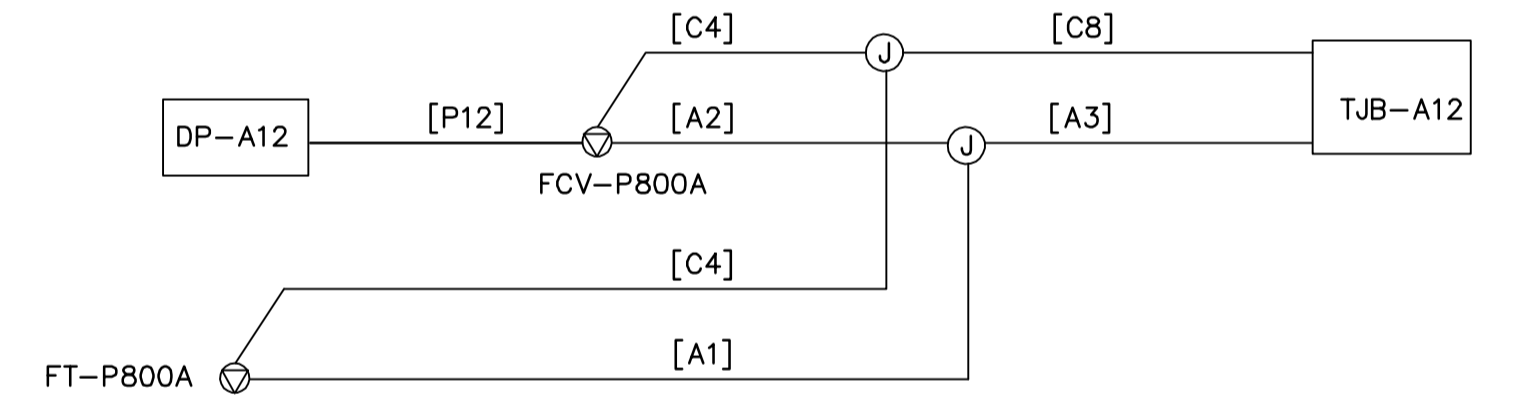 [C4]
[C8]
DP-A12
[P12]
[A2]
[A3]
TJB-A12
J
J
FCV-P800A
[C4]
[A1]
FT-P800A